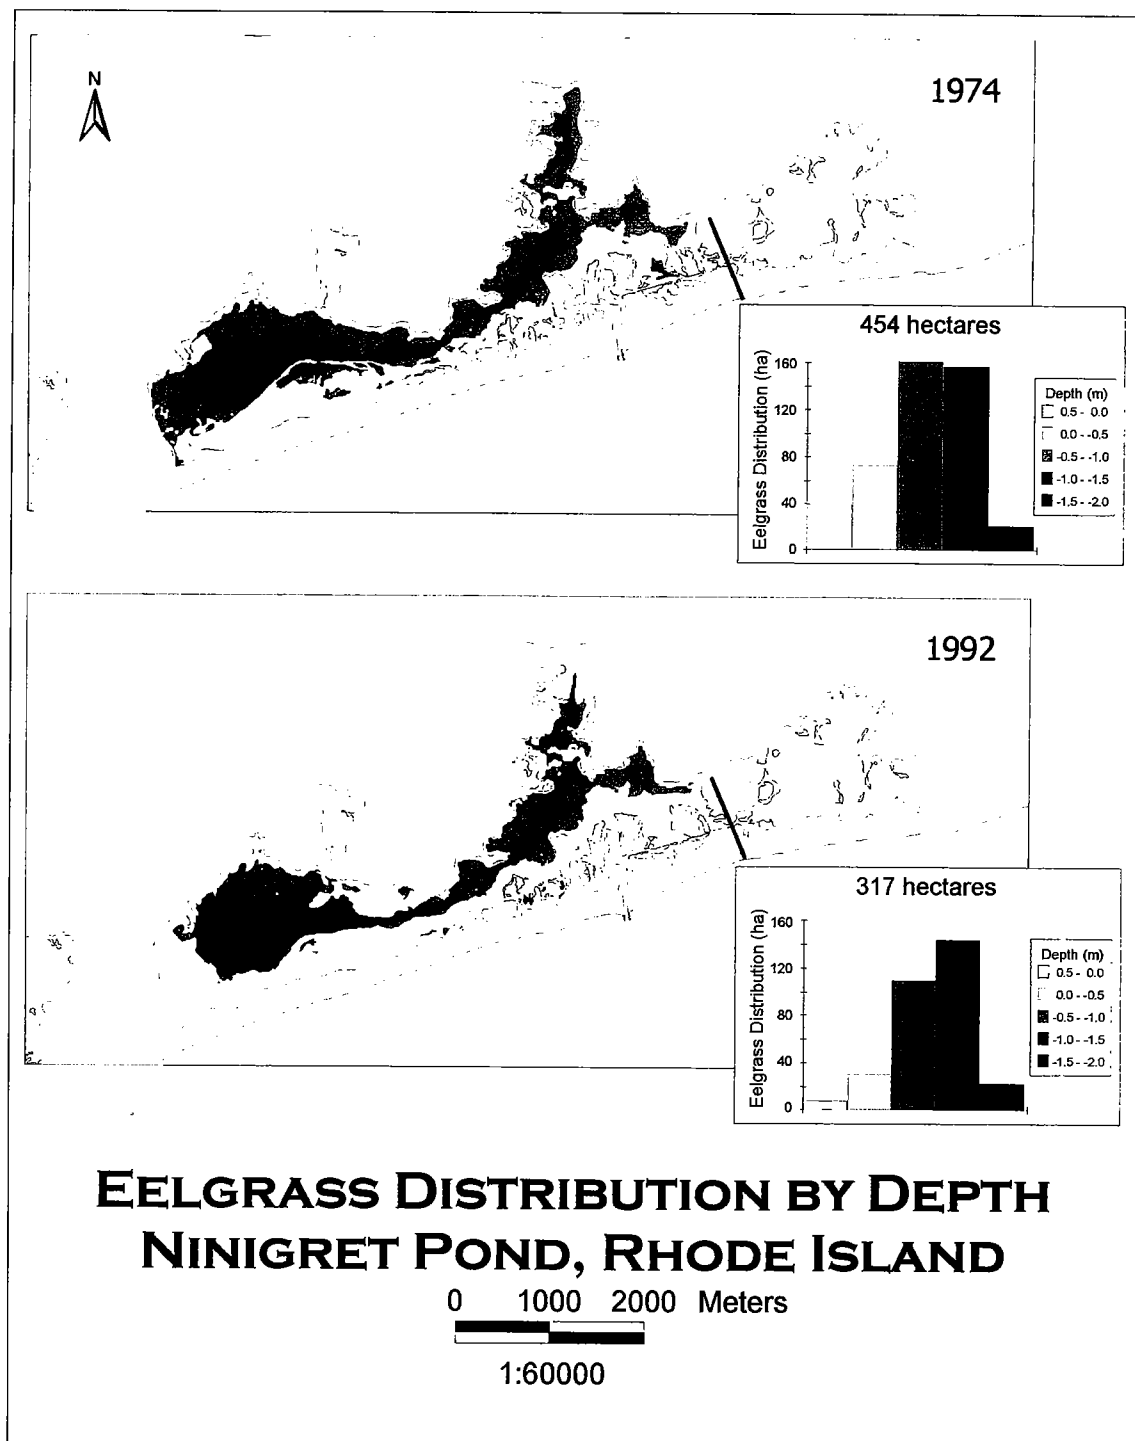 N
1974
454 hectares
Eelgrass Distribution (ha)
160
120
80
40
0
Depth (m)
0.5 - 0.0
0.0 - -0.5
-0.5 - -1.0
-1.0 - -1.5
-1.5 - -2.0
1992
317 hectares
Eelgrass Distribution (ha)
160
120
80
40
0
Depth (m)
0.5 - 0.0
0.0 - -0.5
-0.5 - -1.0
-1.0 - -1.5
-1.5 - -2.0
EELGRASS DISTRIBUTION BY DEPTH
NINIGRET POND, RHODE ISLAND
0 1000 2000 Meters
1:60000